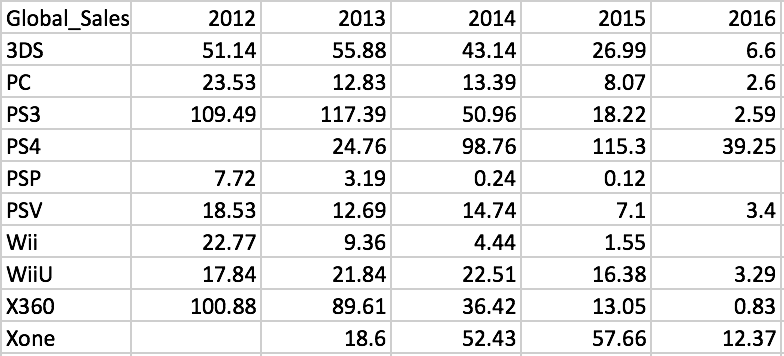 Global_Sales 2012 2013 2014 2015 2016
3DS 51.14 55.88 43.14 26.99 6.6
PC 23.53 12.83 13.39 8.07 2.6
PS3 109.49 117.39 50.96 18.22 2.59
PS4 24.76 98.76 115.3 39.25
PSP 7.72 3.19 0.24 0.12
PSV 18.53 12.69 14.74 7.1 3.4
Wii 22.77 9.36 4.44 1.55
WiiU 17.84 21.84 22.51 16.38 3.29
X360 100.88 89.61 36.42 13.05 0.83
Xone 18.6 52.43 57.66 12.37